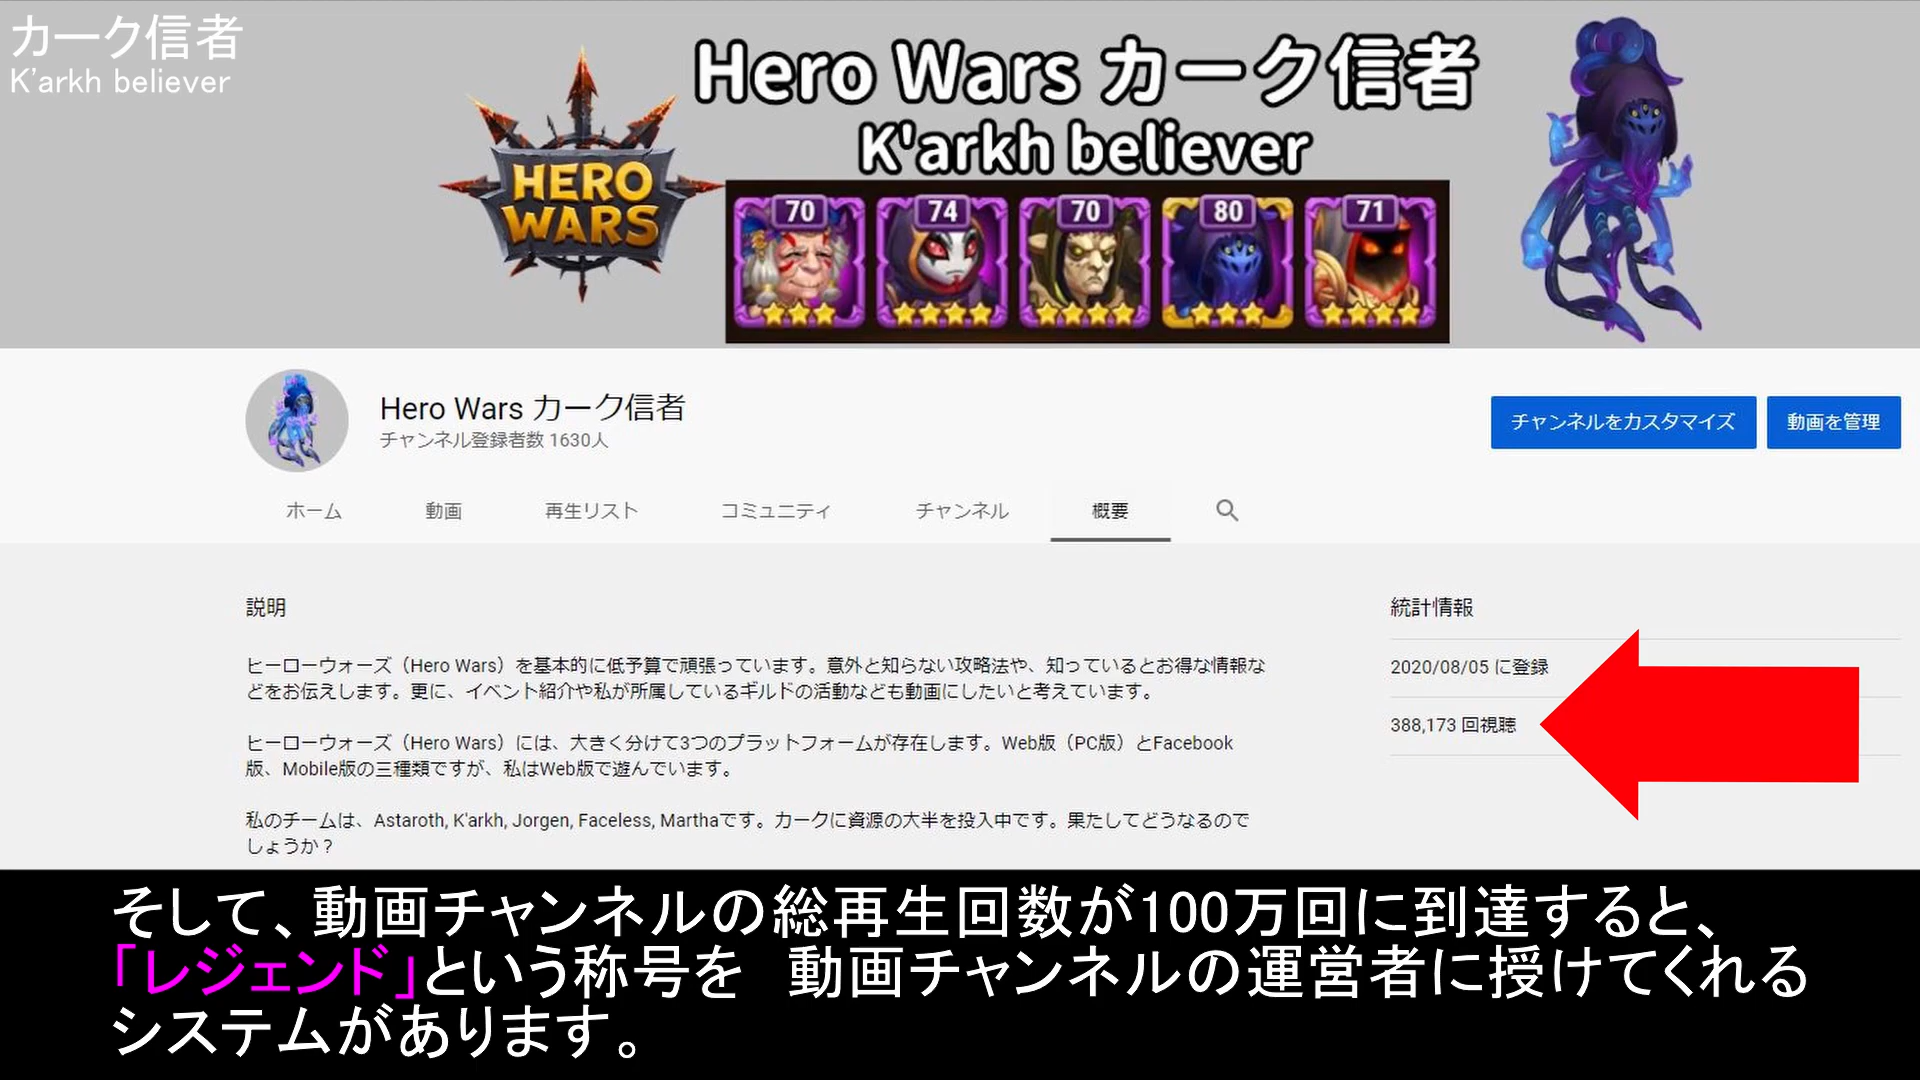 カーク信者
K'arkh believer
Hero Wars カーク信者
K'arkh believer
HERO
WARS
70 74 70 80 71
Hero Wars カーク信者
チャンネル登録者数 1630人
チャンネルをカスタマイズ 動画を管理
ホーム 動画 再生リスト コミュニティ チャンネル 概要
説明
ヒーローウォーズ（Hero Wars）を基本的に低予算で頑張っています。意外と知らない攻略法や、知っているとお得な情報な
どをお伝えします。更に、イベント紹介や私が所属しているギルドの活動なども動画にしたいと考えています。
ヒーローウォーズ（Hero Wars）には、大きく分けて3つのプラットフォームが存在します。Web版（PC版）とFacebook
版、Mobile版の三種類ですが、私はWeb版で遊んでいます。
私のチームは、Astaroth, K'arkh, Jorgen, Faceless, Marthaです。カークに資源の大半を投入中です。果たしてどうなるので
しょうか？
統計情報
2020/08/05 に登録
388,173 回視聴
そして、動画チャンネルの総再生回数が100万回に到達すると、
「レジェンド」という称号を　動画チャンネルの運営者に授けてくれる
システムがあります。